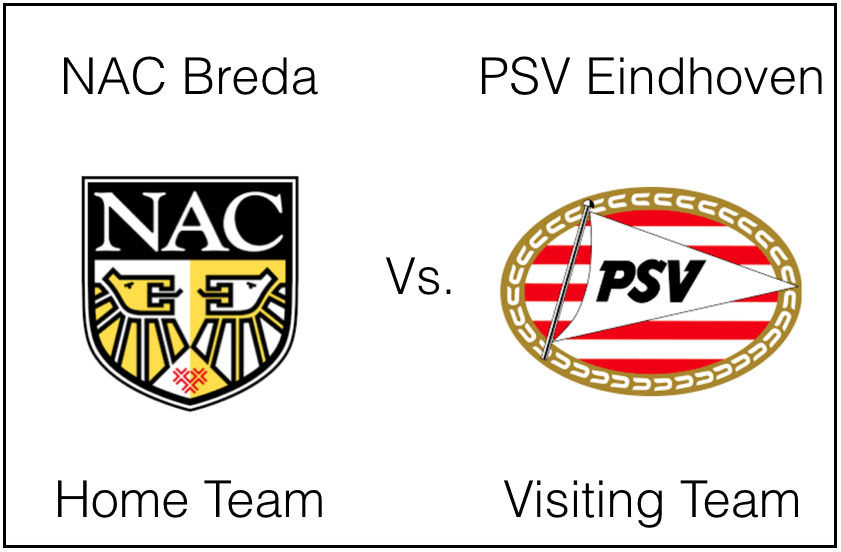 NAC Breda
PSV Eindhoven
NAC
Vs.
PSV
Home Team
Visiting Team